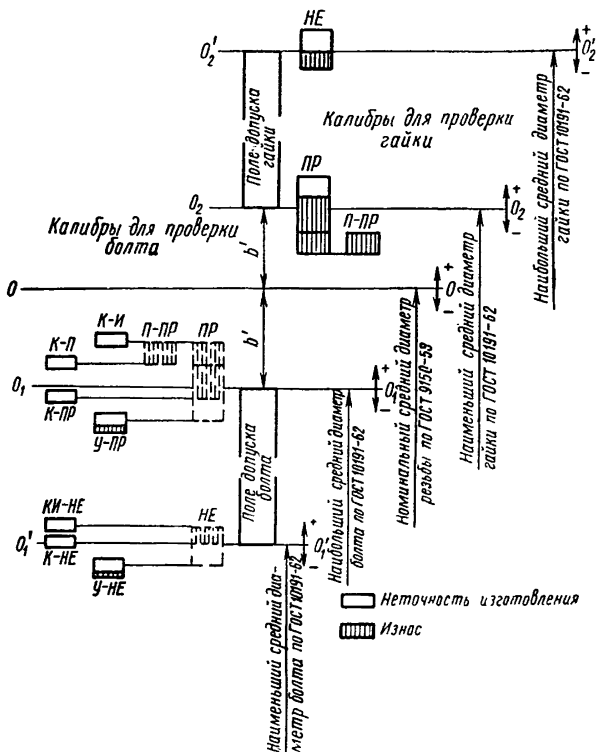 НЕ
O₂′
+
O₂′
−
Поле допуска
гайки
Калибры для проверки
гайки
Наибольший средний диаметр
гайки по ГОСТ 10191-62
ПР
O₂
+
O₂
−
П-ПР
Калибры для проверки
болта
b′
Наименьший средний диаметр
гайки по ГОСТ 10191-62
O
+
O
−
К-И
П-ПР
ПР
К-П
b′
Номинальный средний диаметр
резьбы по ГОСТ 9150-59
O₁
+
O₁
−
К-ПР
У-ПР
Поле допуска
болта
Наибольший средний диаметр
болта по ГОСТ 10191-62
КИ-НЕ
НЕ
O₁′
+
O₁′
−
К-НЕ
У-НЕ
Наименьший средний диа-
метр болта по ГОСТ 10191-62
Неточность изготовления
Износ